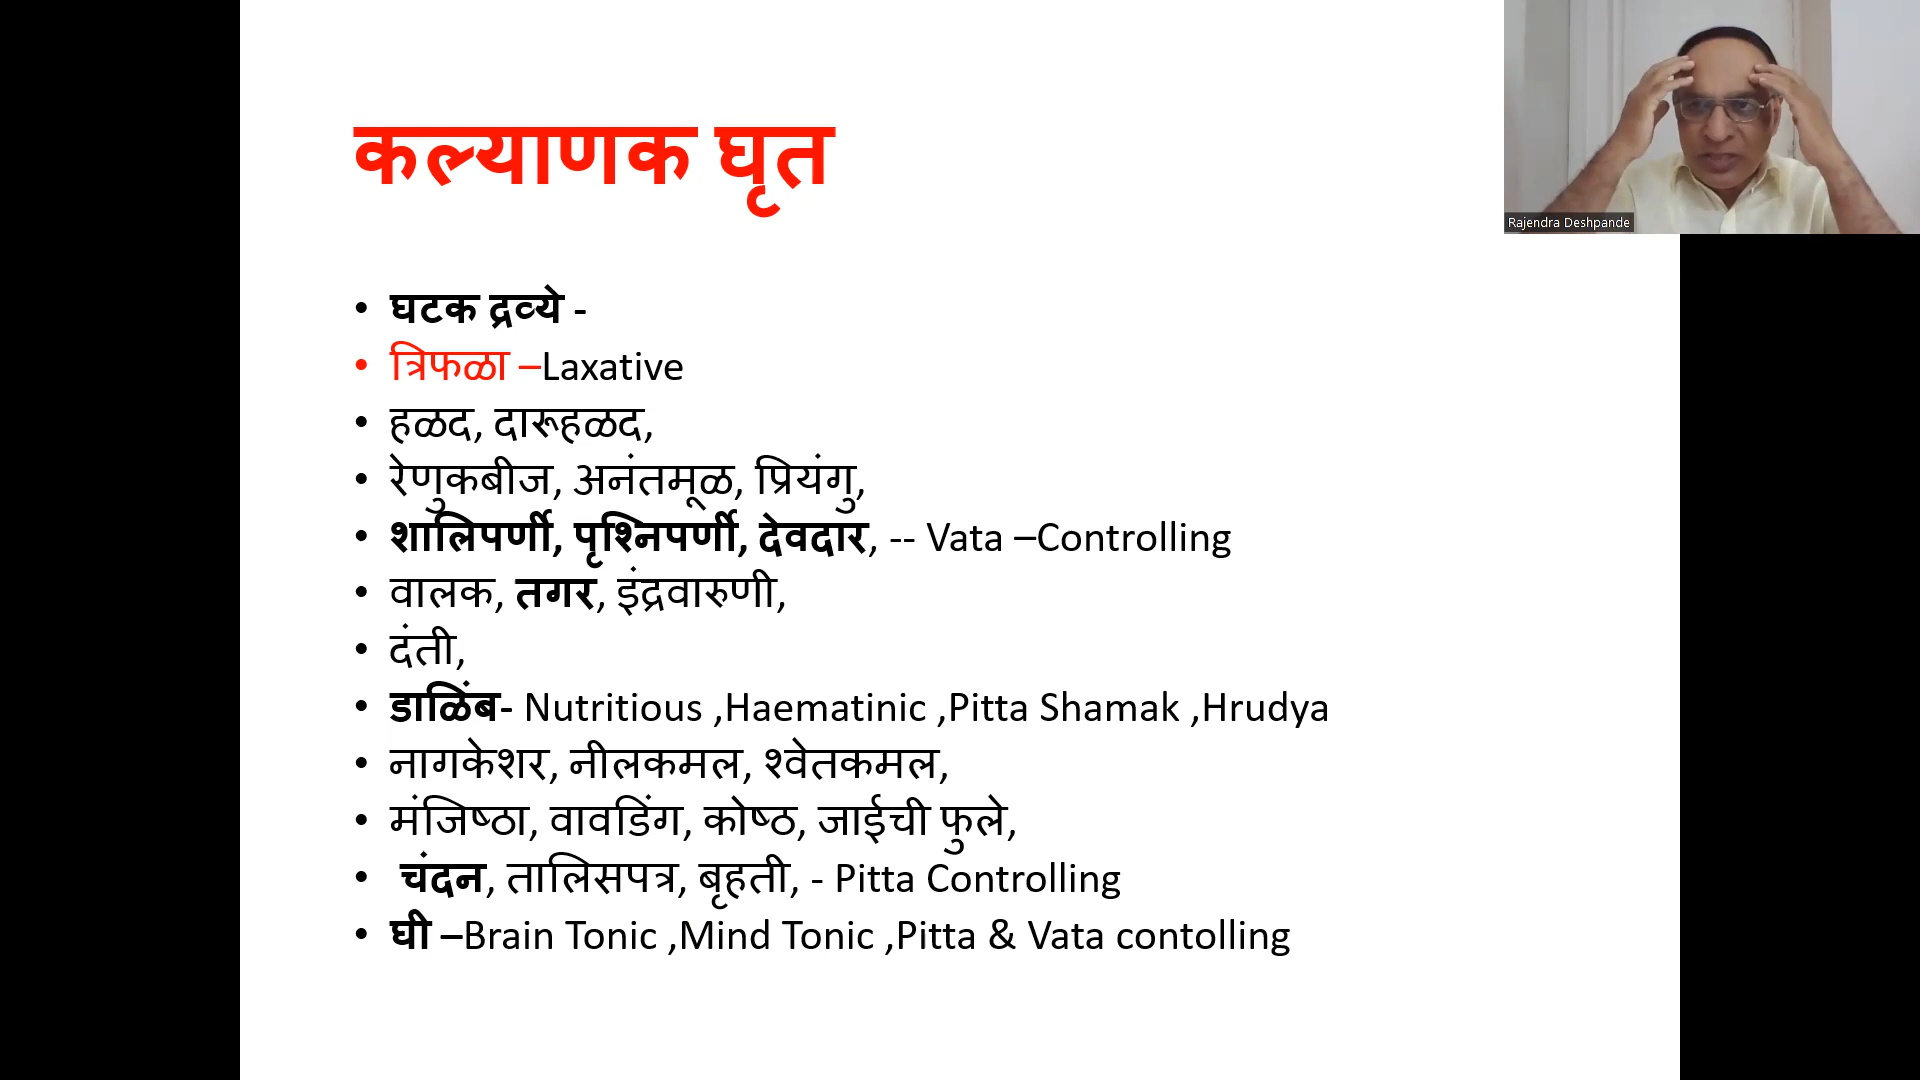 कल्याणक घृत
Rajendra Deshpande
• घटक द्रव्ये -
• त्रिफळा –Laxative
• हळद, दारूहळद,
• रेणुकबीज, अनंतमूळ, प्रियंगु,
• शालिपर्णी, पृश्निपर्णी, देवदार, -- Vata –Controlling
• वालक, तगर, इंद्रवारुणी,
• दंती,
• डाळिंब- Nutritious ,Haematinic ,Pitta Shamak ,Hrudya
• नागकेशर, नीलकमल, श्वेतकमल,
• मंजिष्ठा, वावडिंग, कोष्ठ, जाईची फुले,
• चंदन, तालिसपत्र, बृहती, - Pitta Controlling
• घी –Brain Tonic ,Mind Tonic ,Pitta & Vata contolling